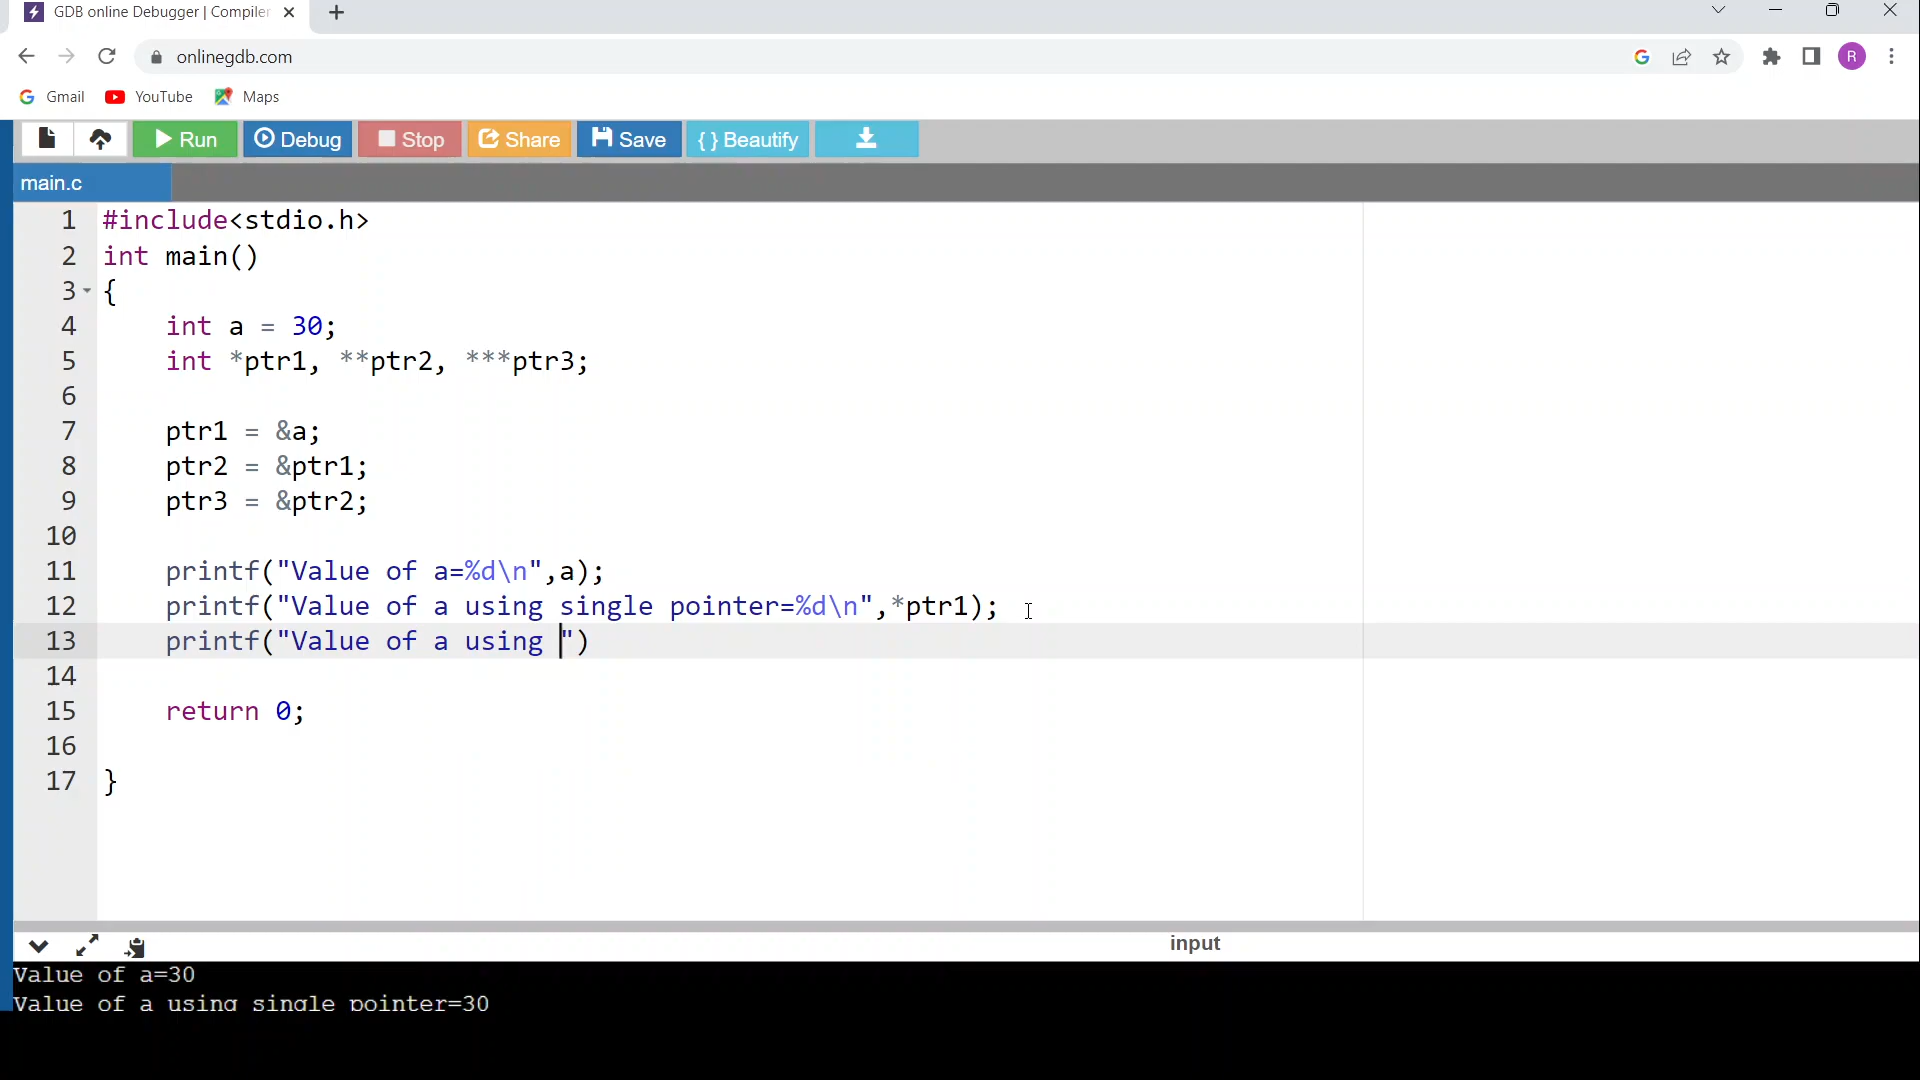 GDB online Debugger | Compiler
onlinegdb.com
R
Gmail YouTube Maps
Run Debug Stop Share Save { } Beautify
main.c
1 #include<stdio.h>
2 int main()
3 {
4 int a = 30;
5 int *ptr1, **ptr2, ***ptr3;
6
7 ptr1 = &a;
8 ptr2 = &ptr1;
9 ptr3 = &ptr2;
10
11 printf("Value of a=%d\n",a);
12 printf("Value of a using single pointer=%d\n",*ptr1);
13 printf("Value of a using ")
14
15 return 0;
16
17 }
input
Value of a=30
Value of a using single pointer=30